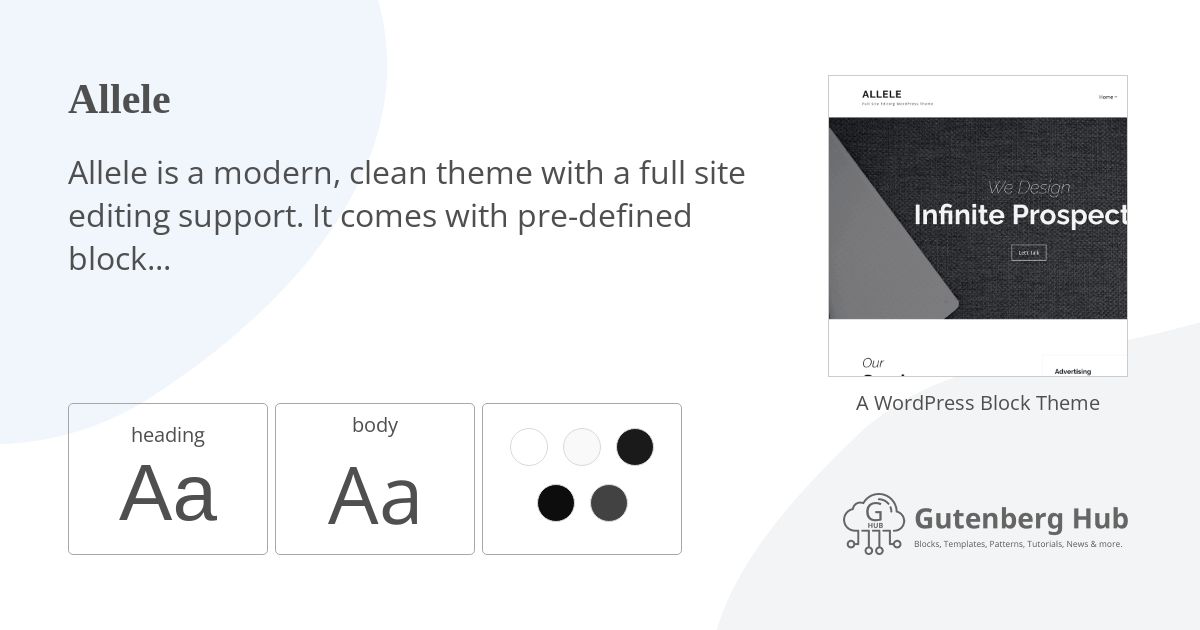 Allele
Allele is a modern, clean theme with a full site
editing support. It comes with pre-defined
block...
heading
Aa
body
Aa
ALLELE
Full Site Editing WordPress Theme
Home
We Design
Infinite Prospect
Let's Talk
Our
Advertising
A WordPress Block Theme
G
HUB
Gutenberg Hub
Blocks, Templates, Patterns, Tutorials, News & more.